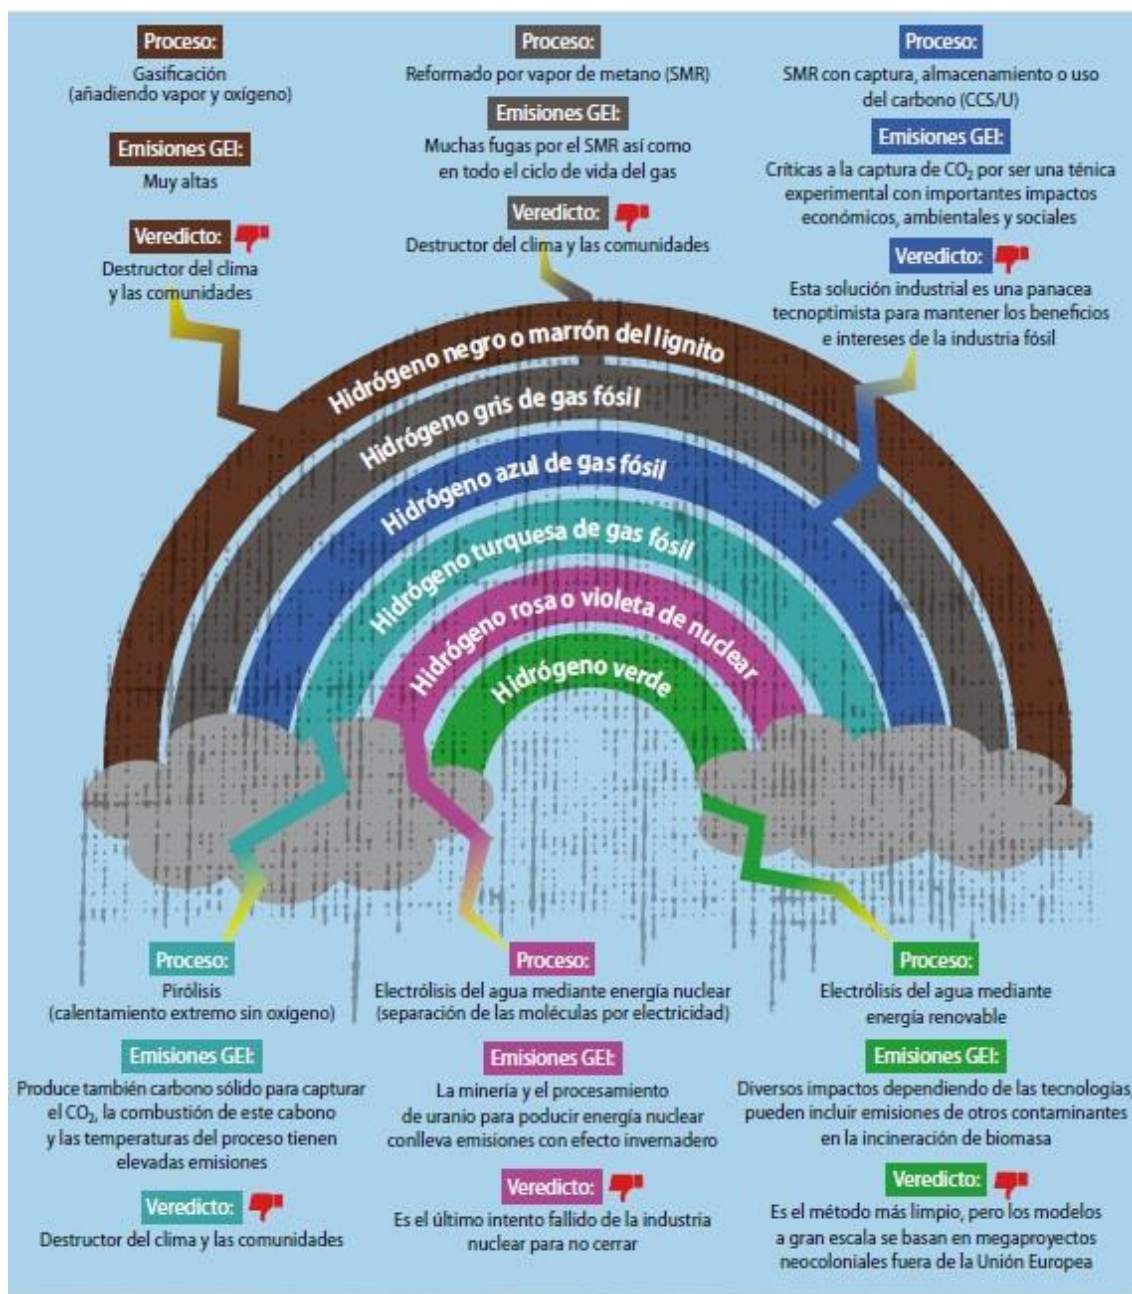 Proceso:
Gasificación
(añadiendo vapor y oxígeno)
Emisiones GEI:
Muy altas
Veredicto:
Destructor del clima
y las comunidades
Proceso:
Reformado por vapor de metano (SMR)
Emisiones GEI:
Muchas fugas por el SMR así como
en todo el ciclo de vida del gas
Veredicto:
Destructor del clima y las comunidades
Proceso:
SMR con captura, almacenamiento o uso
del carbono (CCS/U)
Emisiones GEI:
Críticas a la captura de CO₂ por ser una ténica
experimental con importantes impactos
económicos, ambientales y sociales
Veredicto:
Esta solución industrial es una panacea
tecnoptimista para mantener los beneficios
e intereses de la industria fósil
Hidrógeno negro o marrón del lignito
Hidrógeno gris de gas fósil
Hidrógeno azul de gas fósil
Hidrógeno turquesa de gas fósil
Hidrógeno rosa o violeta de nuclear
Hidrógeno verde
Proceso:
Pirólisis
(calentamiento extremo sin oxígeno)
Emisiones GEI:
Produce también carbono sólido para capturar
el CO₂, la combustión de este cabono
y las temperaturas del proceso tienen
elevadas emisiones
Veredicto:
Destructor del clima y las comunidades
Proceso:
Electrólisis del agua mediante energía nuclear
(separación de las moléculas por electricidad)
Emisiones GEI:
La minería y el procesamiento
de uranio para poducir energía nuclear
conlleva emisiones con efecto invernadero
Veredicto:
Es el último intento fallido de la industria
nuclear para no cerrar
Proceso:
Electrólisis del agua mediante
energía renovable
Emisiones GEI:
Diversos impactos dependiendo de las tecnologías,
pueden incluir emisiones de otros contaminantes
en la incineración de biomasa
Veredicto:
Es el método más limpio, pero los modelos
a gran escala se basan en megaproyectos
neocoloniales fuera de la Unión Europea